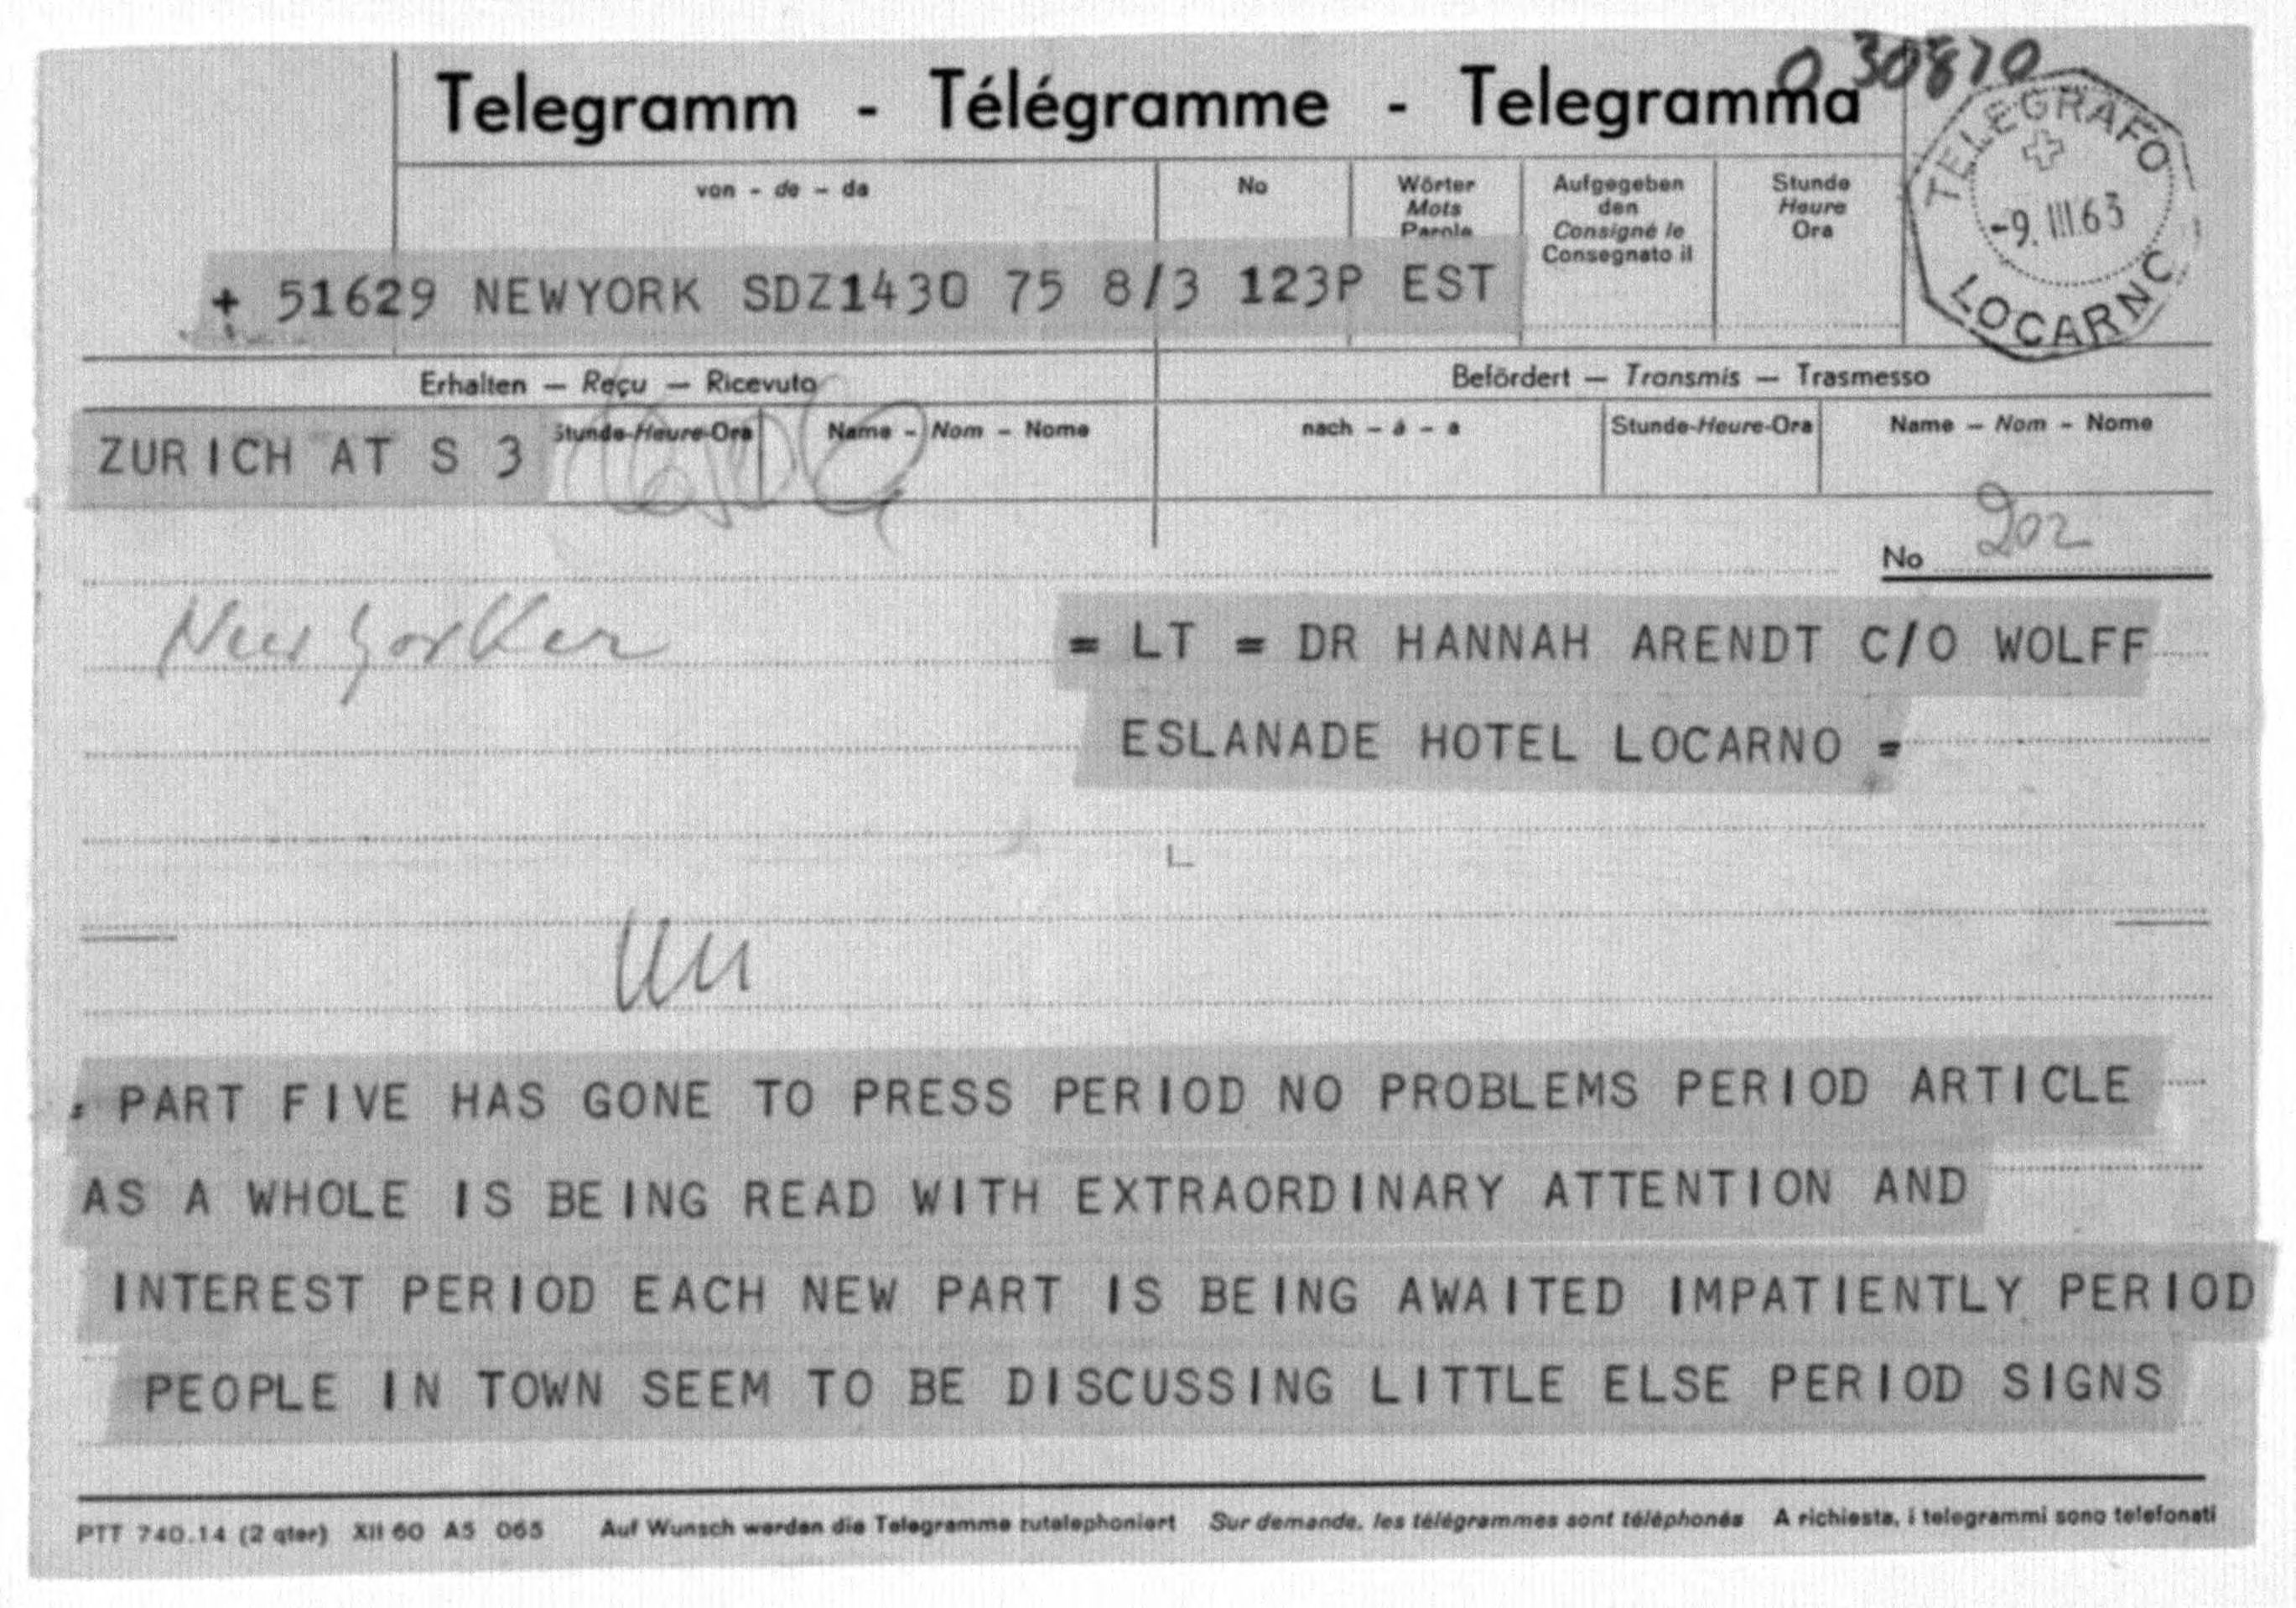 030870
Telegramm - Télégramme - Telegramma
TELEGRAFO
-9.III.63
LOCARNO
von - de - da
No
Wörter
Mots
Parole
Aufgegeben
den
Consigné le
Consegnato il
Stunde
Heure
Ora
+ 51629 NEWYORK SDZ1430 75 8/3 123P EST
Erhalten — Reçu — Ricevuto
Befördert — Transmis — Trasmesso
ZURICH AT S 3
Stunde-Heure-Ora
Name - Nom - Nome
nach - à - a
Stunde-Heure-Ora
Name - Nom - Nome
No 202
New Yorker
= LT = DR HANNAH ARENDT C/O WOLFF
ESLANADE HOTEL LOCARNO =
PART FIVE HAS GONE TO PRESS PERIOD NO PROBLEMS PERIOD ARTICLE
AS A WHOLE IS BEING READ WITH EXTRAORDINARY ATTENTION AND
INTEREST PERIOD EACH NEW PART IS BEING AWAITED IMPATIENTLY PERIOD
PEOPLE IN TOWN SEEM TO BE DISCUSSING LITTLE ELSE PERIOD SIGNS
PTT 740.14 (2 qter) XII 60 A5 065 Auf Wunsch werden die Telegramme zutelephoniert Sur demande, les télégrammes sont téléphonés A richiesta, i telegrammi sono telefonati